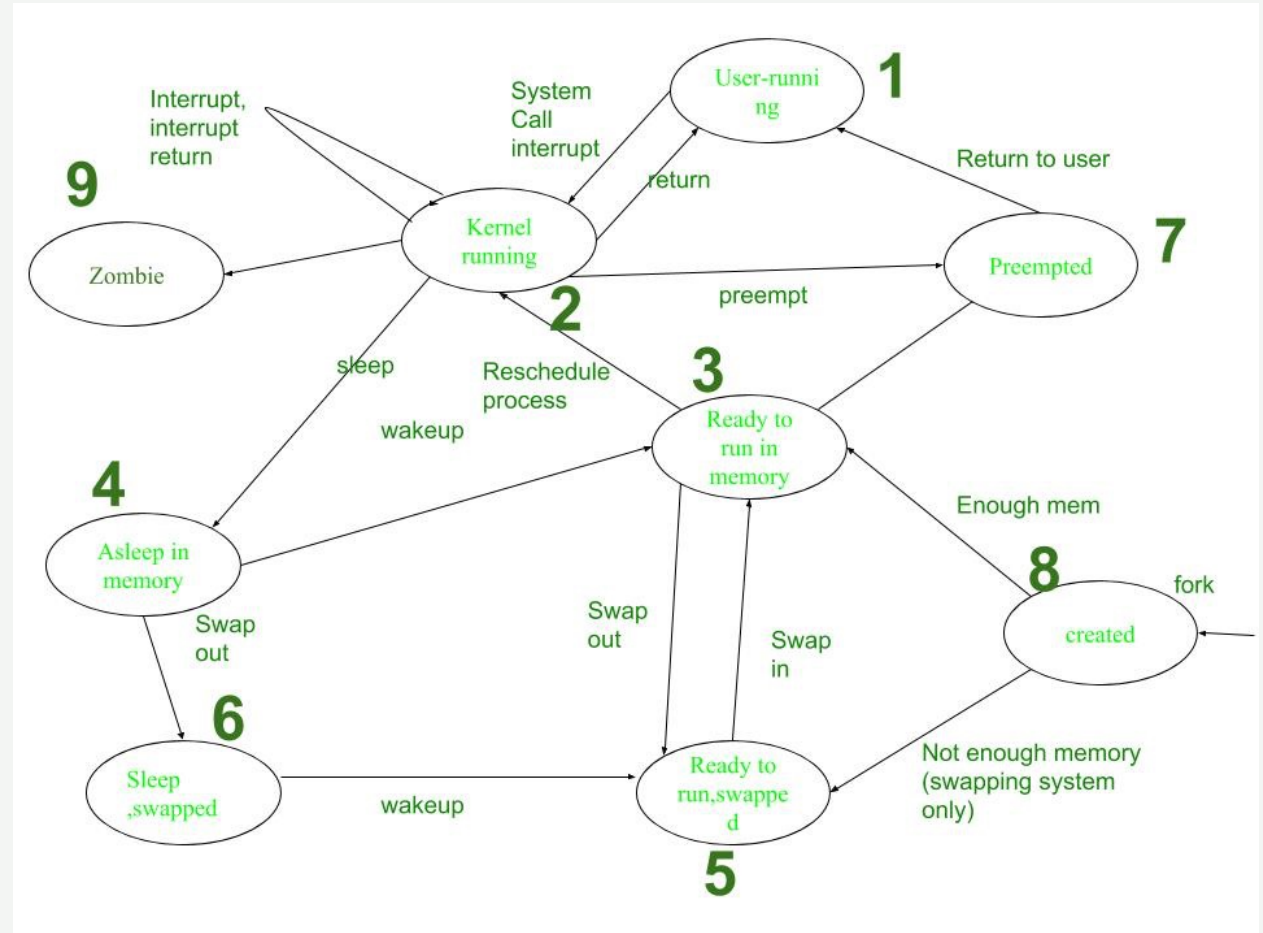 User-runni
ng
1
System
Call
interrupt
Interrupt,
interrupt
return
return
Return to user
9
Zombie
Kernel
running
2
Preempted
7
preempt
sleep
Reschedule
process
3
wakeup
Ready to
run in
memory
4
Asleep in
memory
Enough mem
8
fork
created
Swap
out
Swap
out
Swap
in
6
Sleep
,swapped
wakeup
Ready to
run,swappe
d
5
Not enough memory
(swapping system
only)